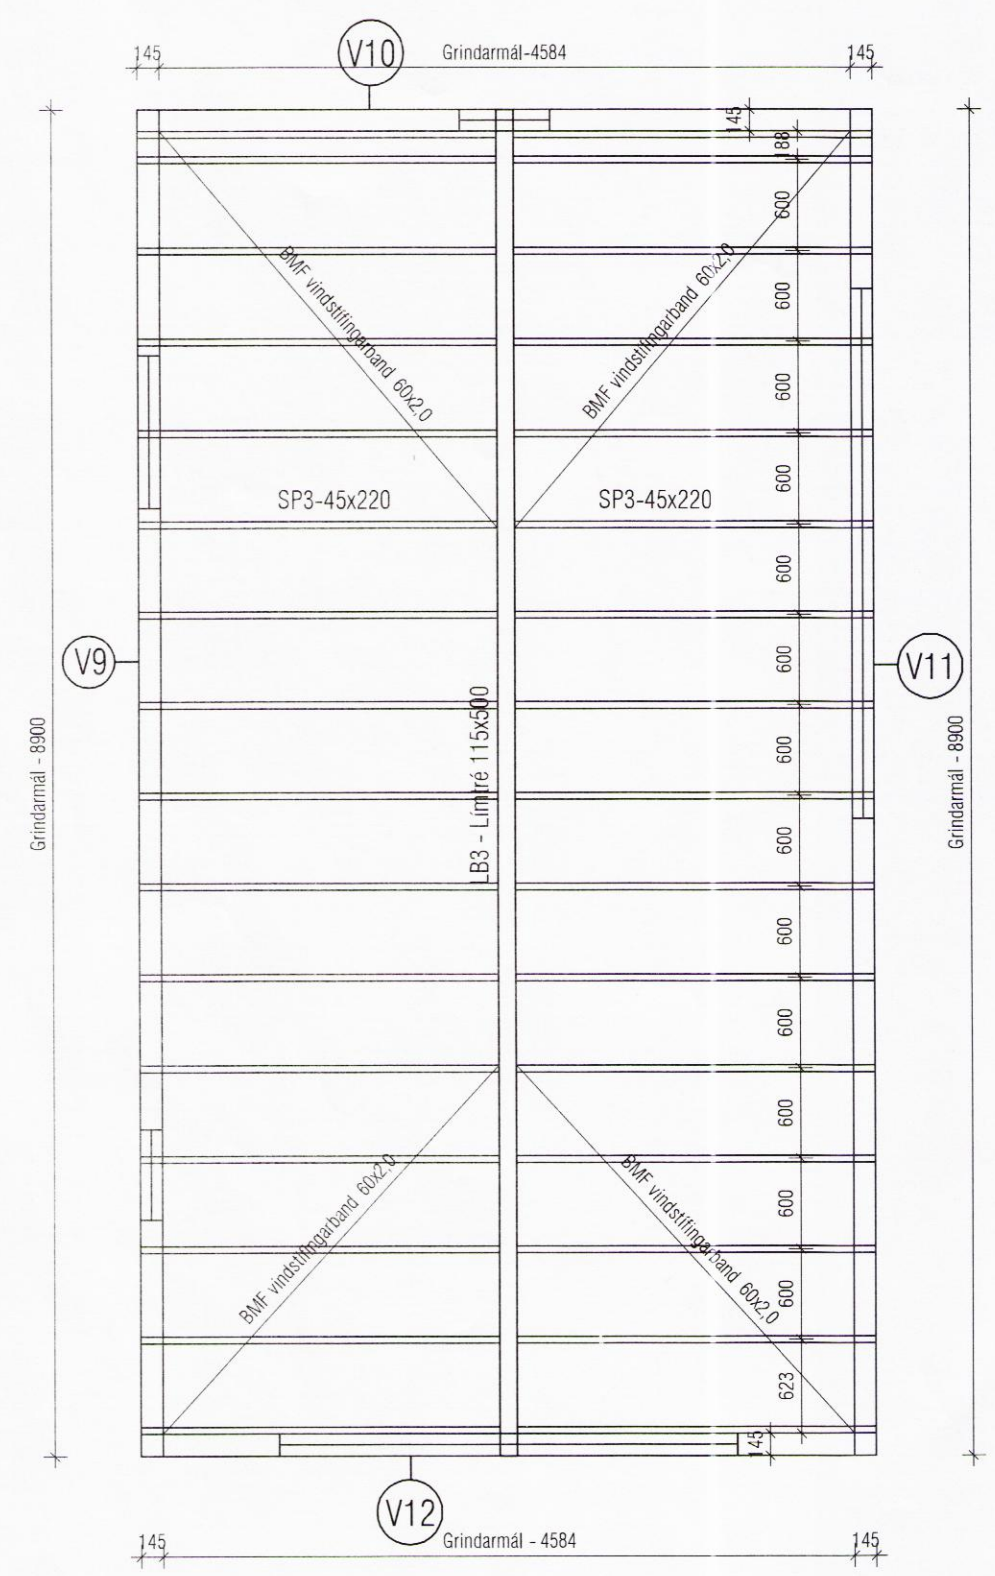 145
V10
Grindarmál-4584
145
145
188
600
BMF vindstífingarband 60x2,0
BMF vindstífingarband 60x2,0
600
600
SP3-45x220
SP3-45x220
600
600
V9
600
V11
LB3 - Límtré 115x500
600
Grindarmál - 8900
Grindarmál - 8900
600
600
600
600
BMF vindstífingarband 60x2,0
BMF vindstífingarband 60x2,0
600
600
623
145
V12
145
Grindarmál - 4584
145